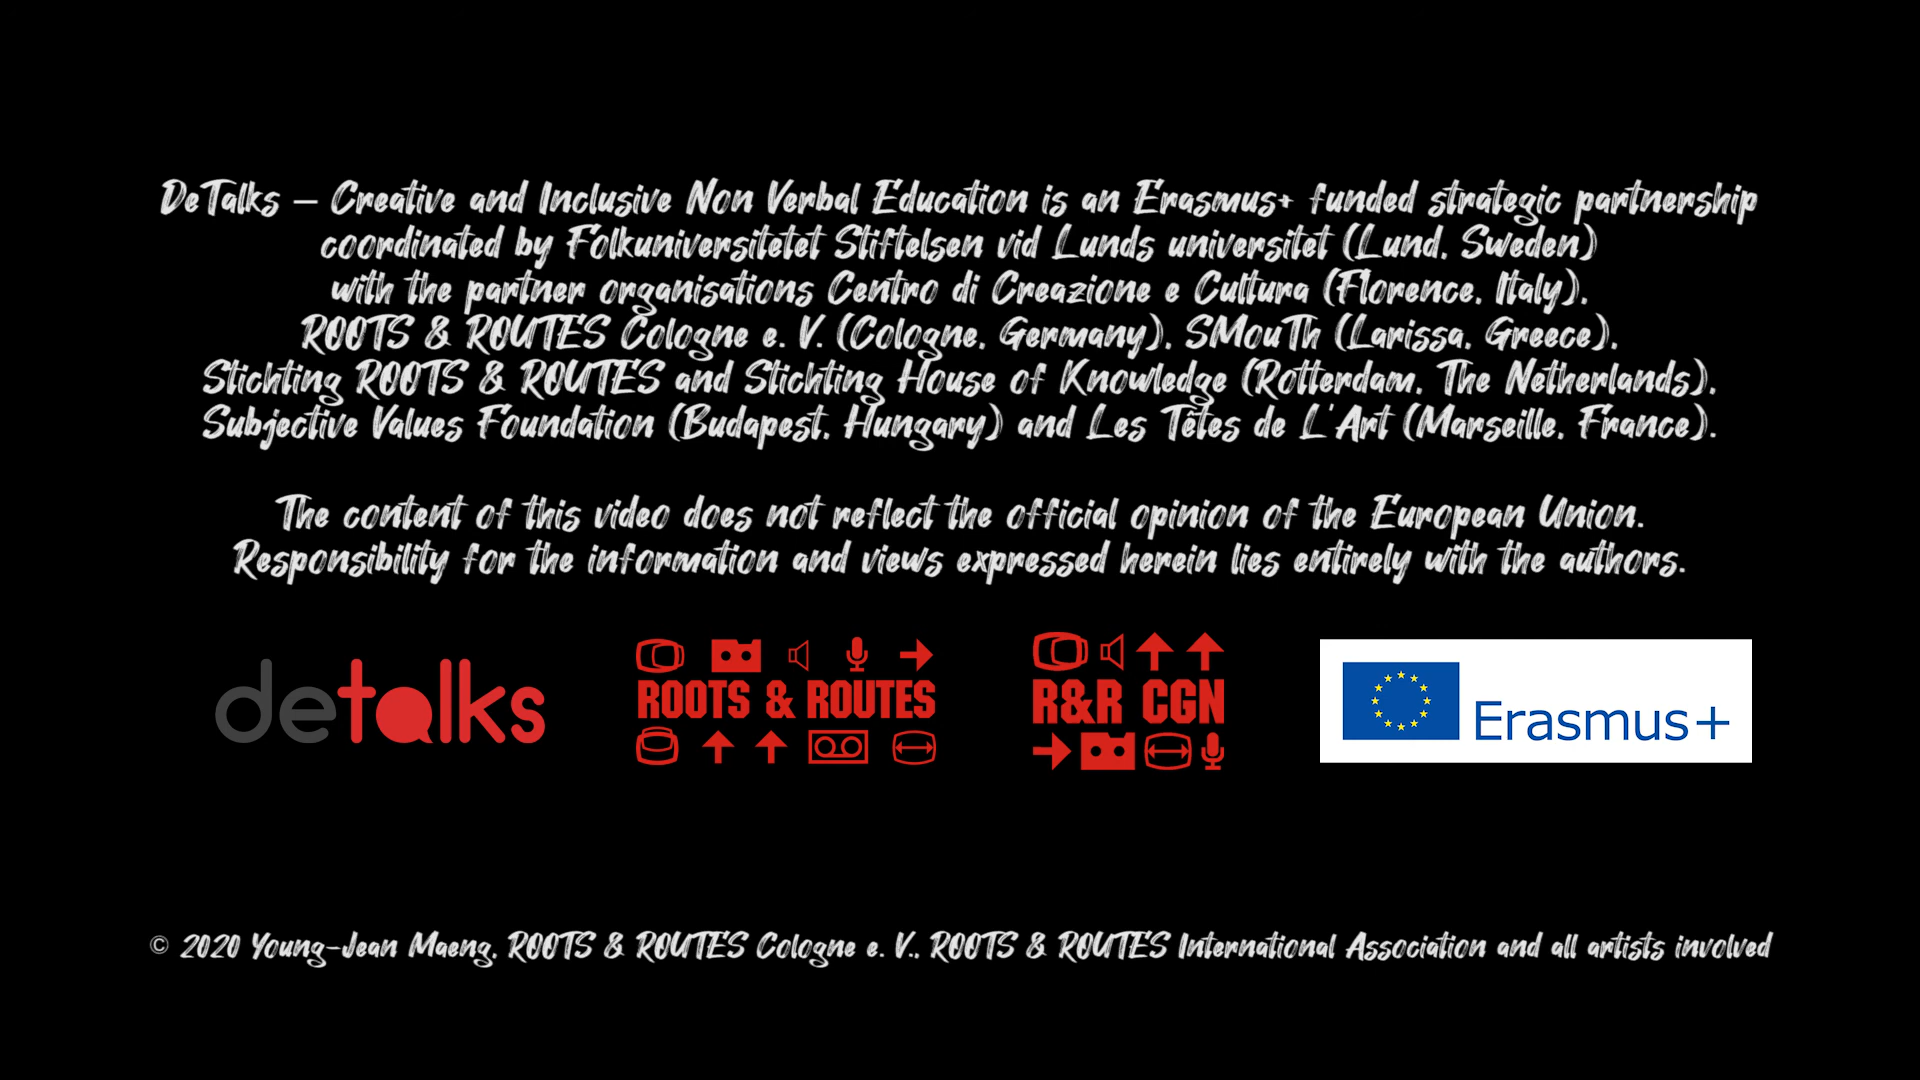 DeTalks – Creative and Inclusive Non Verbal Education is an Erasmus+ funded strategic partnership
coordinated by Folkuniversitetet Stiftelsen vid Lunds universitet (Lund, Sweden)
with the partner organisations Centro di Creazione e Cultura (Florence, Italy),
ROOTS & ROUTES Cologne e. V. (Cologne, Germany), SMouTh (Larissa, Greece),
Stichting ROOTS & ROUTES and Stichting House of Knowledge (Rotterdam, The Netherlands),
Subjective Values Foundation (Budapest, Hungary) and Les Têtes de L'Art (Marseille, France).
The content of this video does not reflect the official opinion of the European Union.
Responsibility for the information and views expressed herein lies entirely with the authors.
detalks
ROOTS & ROUTES
R&R CGN
Erasmus+
© 2020 Young-Jean Maeng, ROOTS & ROUTES Cologne e. V., ROOTS & ROUTES International Association and all artists involved